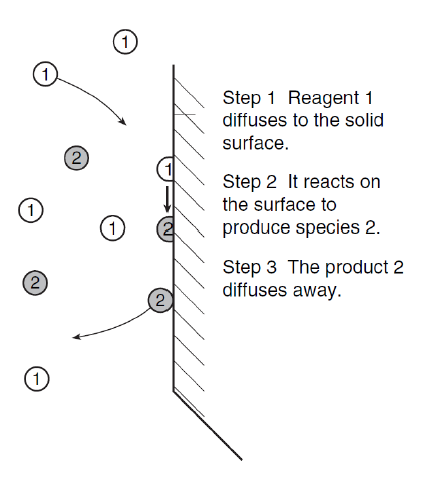 1
1
2
1
1
1
2
2
2
1
Step 1 Reagent 1
diffuses to the solid
surface.
Step 2 It reacts on
the surface to
produce species 2.
Step 3 The product 2
diffuses away.